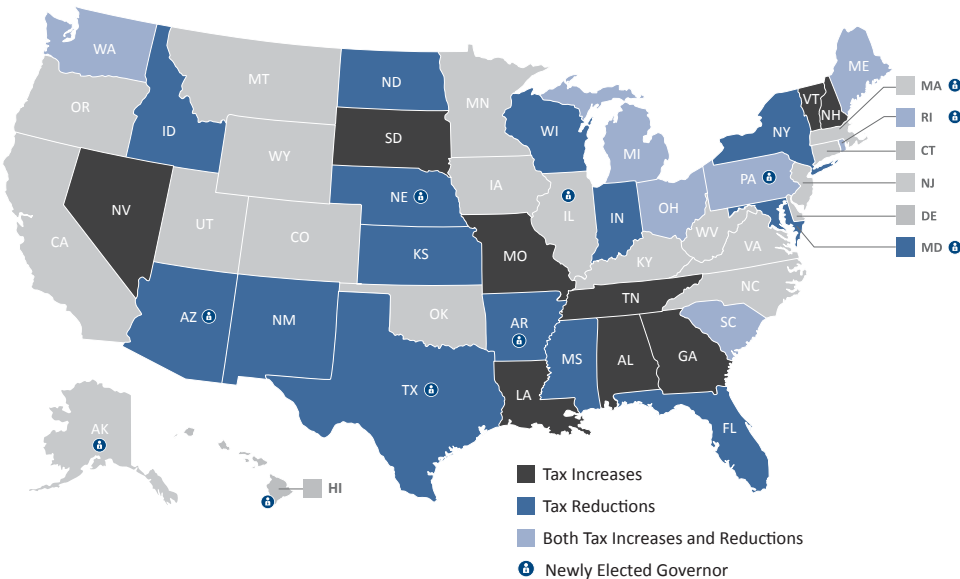 WA
OR
CA
NV
ID
MT
WY
UT
CO
AZ
NM
ND
SD
NE
KS
OK
TX
MN
IA
MO
AR
LA
WI
IL
MI
IN
OH
KY
TN
MS
AL
GA
FL
SC
NC
VA
WV
PA
NY
VT
NH
ME
MA
RI
CT
NJ
DE
MD
AK
HI
Tax Increases
Tax Reductions
Both Tax Increases and Reductions
Newly Elected Governor